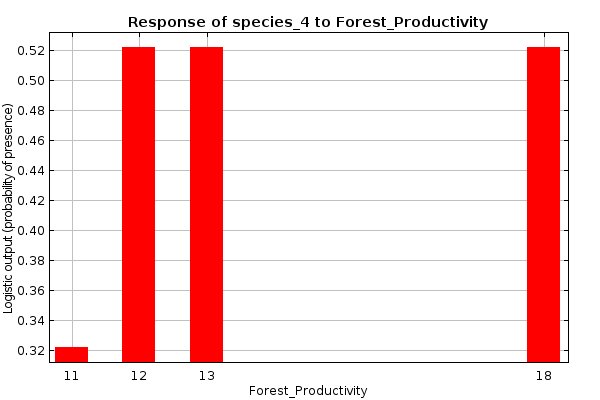 Response of species_4 to Forest_Productivity
Logistic output (probability of presence)
0.52
0.50
0.48
0.46
0.44
0.42
0.40
0.38
0.36
0.34
0.32
11 12 13 18
Forest_Productivity